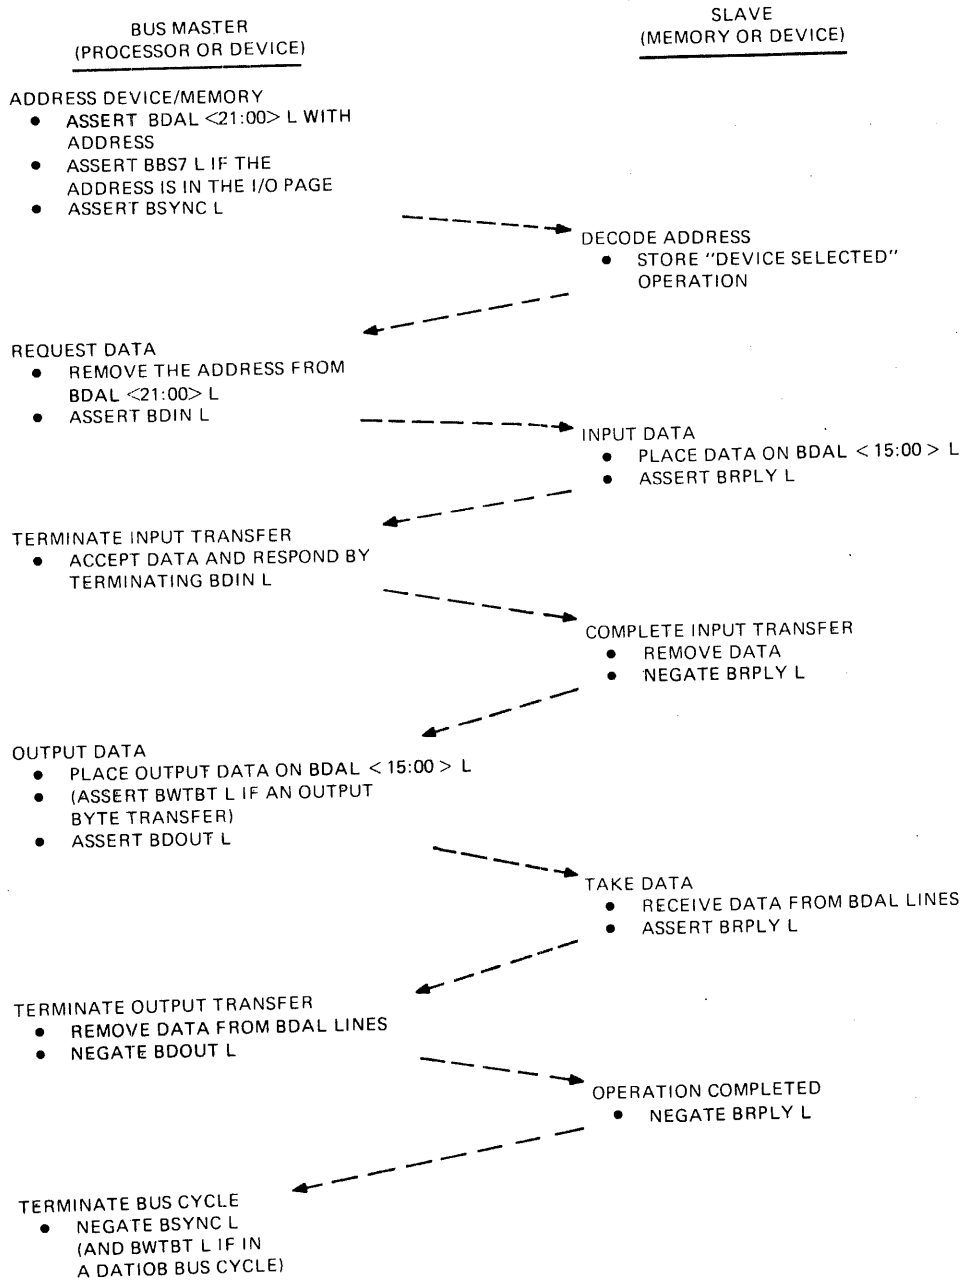 BUS MASTER
(PROCESSOR OR DEVICE)
SLAVE
(MEMORY OR DEVICE)
ADDRESS DEVICE/MEMORY
• ASSERT BDAL <21:00> L WITH
ADDRESS
• ASSERT BBS7 L IF THE
ADDRESS IS IN THE I/O PAGE
• ASSERT BSYNC L
DECODE ADDRESS
• STORE "DEVICE SELECTED"
OPERATION
REQUEST DATA
• REMOVE THE ADDRESS FROM
BDAL <21:00> L
• ASSERT BDIN L
INPUT DATA
• PLACE DATA ON BDAL <15:00> L
• ASSERT BRPLY L
TERMINATE INPUT TRANSFER
• ACCEPT DATA AND RESPOND BY
TERMINATING BDIN L
COMPLETE INPUT TRANSFER
• REMOVE DATA
• NEGATE BRPLY L
OUTPUT DATA
• PLACE OUTPUT DATA ON BDAL <15:00> L
• (ASSERT BWTBT L IF AN OUTPUT
BYTE TRANSFER)
• ASSERT BDOUT L
TAKE DATA
• RECEIVE DATA FROM BDAL LINES
• ASSERT BRPLY L
TERMINATE OUTPUT TRANSFER
• REMOVE DATA FROM BDAL LINES
• NEGATE BDOUT L
OPERATION COMPLETED
• NEGATE BRPLY L
TERMINATE BUS CYCLE
• NEGATE BSYNC L
(AND BWTBT L IF IN
A DATIOB BUS CYCLE)